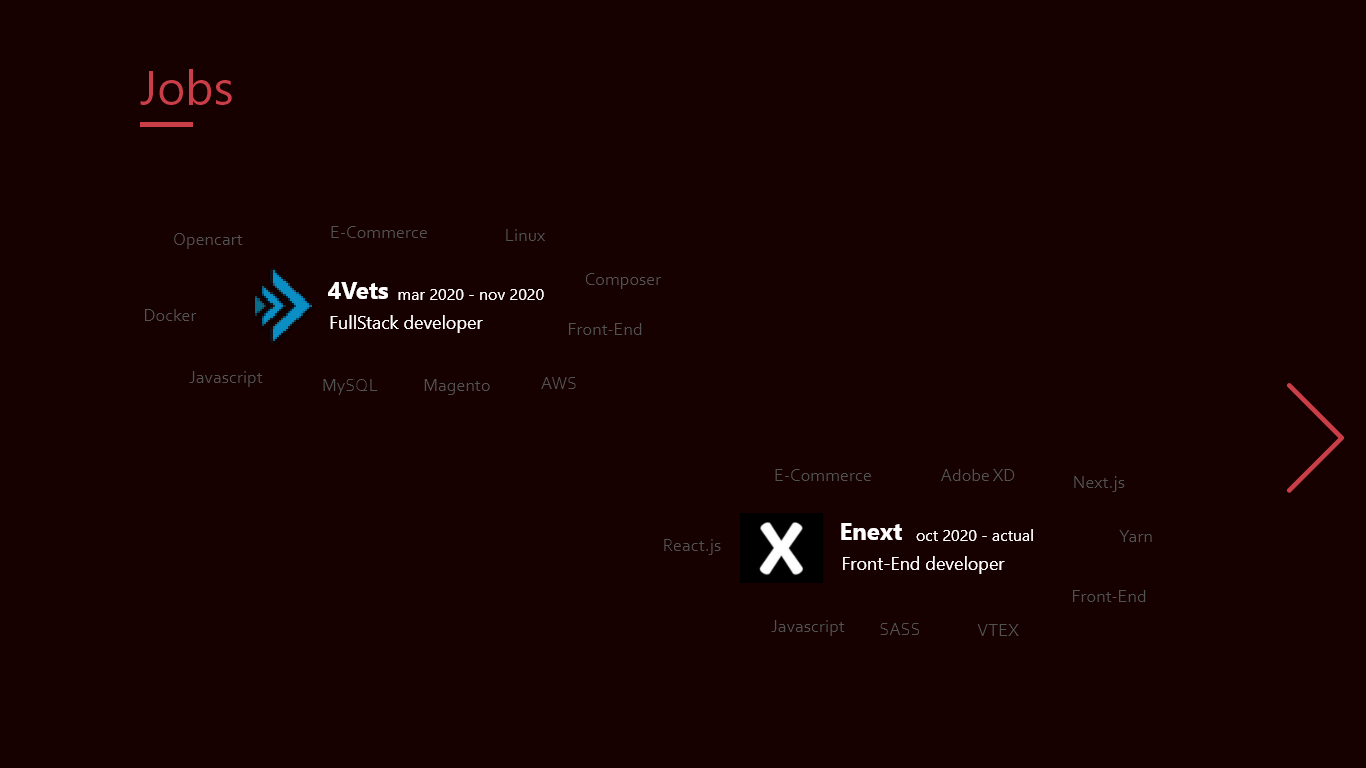 Jobs
Opencart
E-Commerce
Linux
Composer
4Vets mar 2020 - nov 2020
FullStack developer
Docker
Front-End
Javascript
MySQL
Magento
AWS
E-Commerce
Adobe XD
Next.js
React.js
X
Enext oct 2020 - actual
Front-End developer
Yarn
Front-End
Javascript
SASS
VTEX